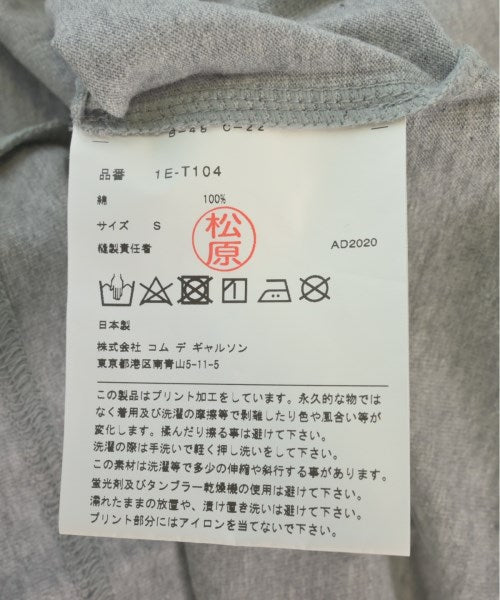 品番 1E-T104
綿 100%
サイズ S
縫製責任者
松原
AD2020
日本製
株式会社 コム デ ギャルソン
東京都港区南青山5-11-5
この製品はプリント加工をしています。永久的な物では
なく着用及び洗濯の摩擦等で剥離したり色や風合い等が
変化します。揉んだり擦る事は避けて下さい。
洗濯の際は手洗いで軽く押し洗いをして下さい。
この素材は洗濯等で多少の伸縮や斜行する事があります。
蛍光剤及びタンブラー乾燥機の使用は避けて下さい。
濡れたままの放置や、漬け置き洗いは避けて下さい。
プリント部分にはアイロンを当てないで下さい。